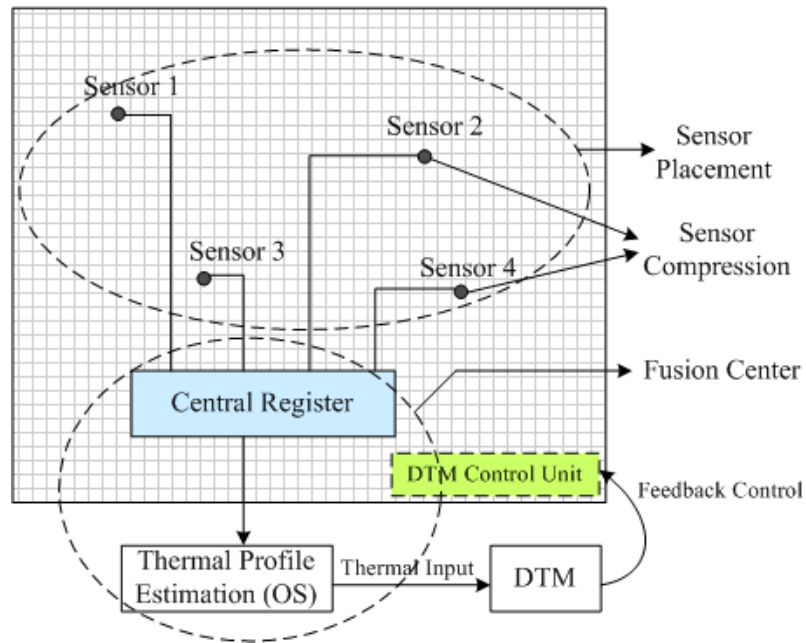 Sensor 1
Sensor 2
Sensor
Placement
Sensor 3
Sensor 4
Sensor
Compression
Central Register
Fusion Center
DTM Control Unit
Feedback Control
Thermal Profile
Estimation (OS)
Thermal Input
DTM